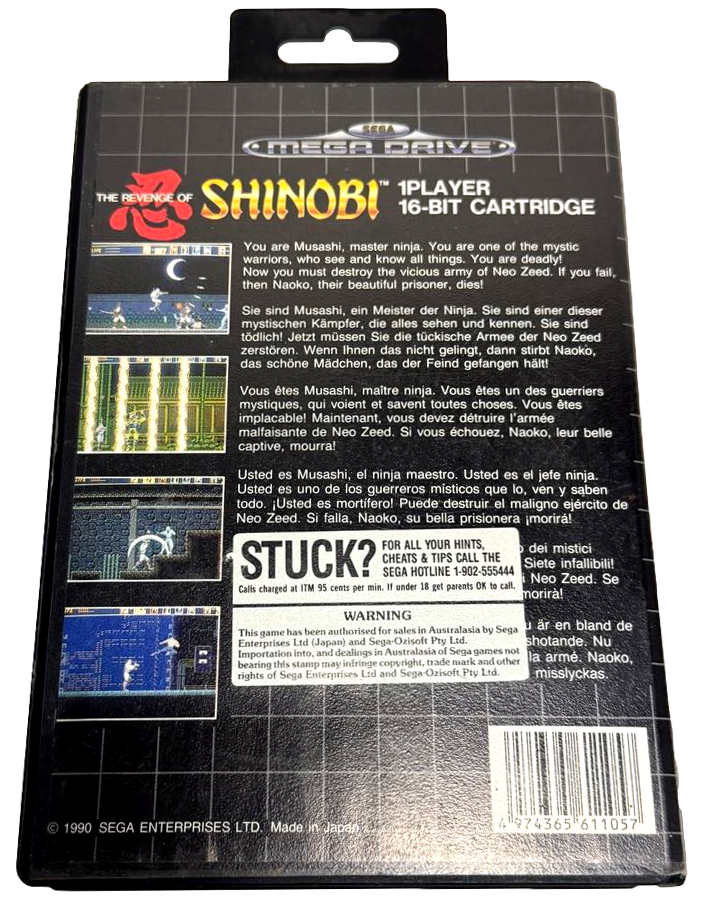 SEGA
MEGA DRIVE
THE REVENGE OF 忍 SHINOBI™
1PLAYER
16-BIT CARTRIDGE
You are Musashi, master ninja. You are one of the mystic
warriors, who see and know all things. You are deadly!
Now you must destroy the vicious army of Neo Zeed. If you fail,
then Naoko, their beautiful prisoner, dies!
Sie sind Musashi, ein Meister der Ninja. Sie sind einer dieser
mystischen Kämpfer, die alles sehen und kennen. Sie sind
tödlich! Jetzt müssen Sie die tückische Armee der Neo Zeed
zerstören. Wenn Ihnen das nicht gelingt, dann stirbt Naoko,
das schöne Mädchen, das der Feind gefangen hält!
Vous êtes Musashi, maître ninja. Vous êtes un des guerriers
mystiques, qui voient et savent toutes choses. Vous êtes
implacable! Maintenant, vous devez détruire l'armée
malfaisante de Neo Zeed. Si vous échouez, Naoko, leur belle
captive, mourra!
Usted es Musashi, el ninja maestro. Usted es el jefe ninja.
Usted es uno de los guerreros místicos que lo, ven y saben
todo. ¡Usted es mortífero! Puede destruir el maligno ejército de
Neo Zeed. Si falla, Naoko, su bella prisionera ¡morirá!
dei mistici
Siete infallibili!
Neo Zeed. Se
morirà!
är en bland de
shotande. Nu
la armé. Naoko,
misslyckas.
STUCK?
FOR ALL YOUR HINTS,
CHEATS & TIPS CALL THE
SEGA HOTLINE 1-902-555444
Calls charged at ITM 95 cents per min. If under 18 get parents OK to call.
WARNING
This game has been authorised for sales in Australasia by Sega
Enterprises Ltd (Japan) and Sega-Ozisoft Pty Ltd.
Importation into, and dealings in Australasia of Sega games not
bearing this stamp may infringe copyright, trade mark and other
rights of Sega Enterprises Ltd and Sega-Ozisoft Pty Ltd.
4 974365 611057
© 1990 SEGA ENTERPRISES LTD. Made in Japan